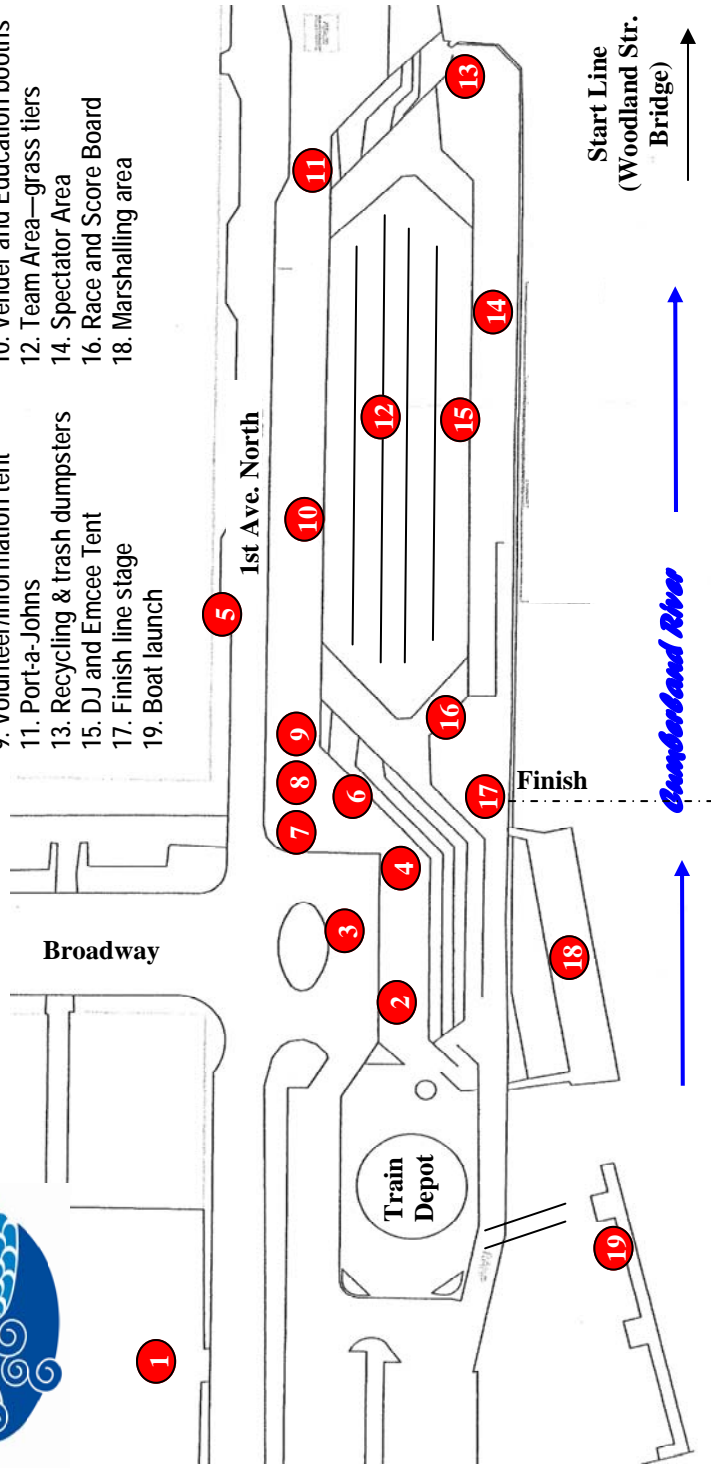 9. Volunteer/Information tent
11. Port-a-Johns
13. Recycling & trash dumpsters
15. DJ and Emcee Tent
17. Finish line stage
19. Boat launch
10. Vender and Education booths
12. Team Area—grass tiers
14. Spectator Area
16. Race and Score Board
18. Marshalling area
Broadway
1st Ave. North
Train
Depot
Finish
Start Line
(Woodland Str.
Bridge)
Cumberland River
1
2
3
4
5
6
7
8
9
10
11
12
13
14
15
16
17
18
19